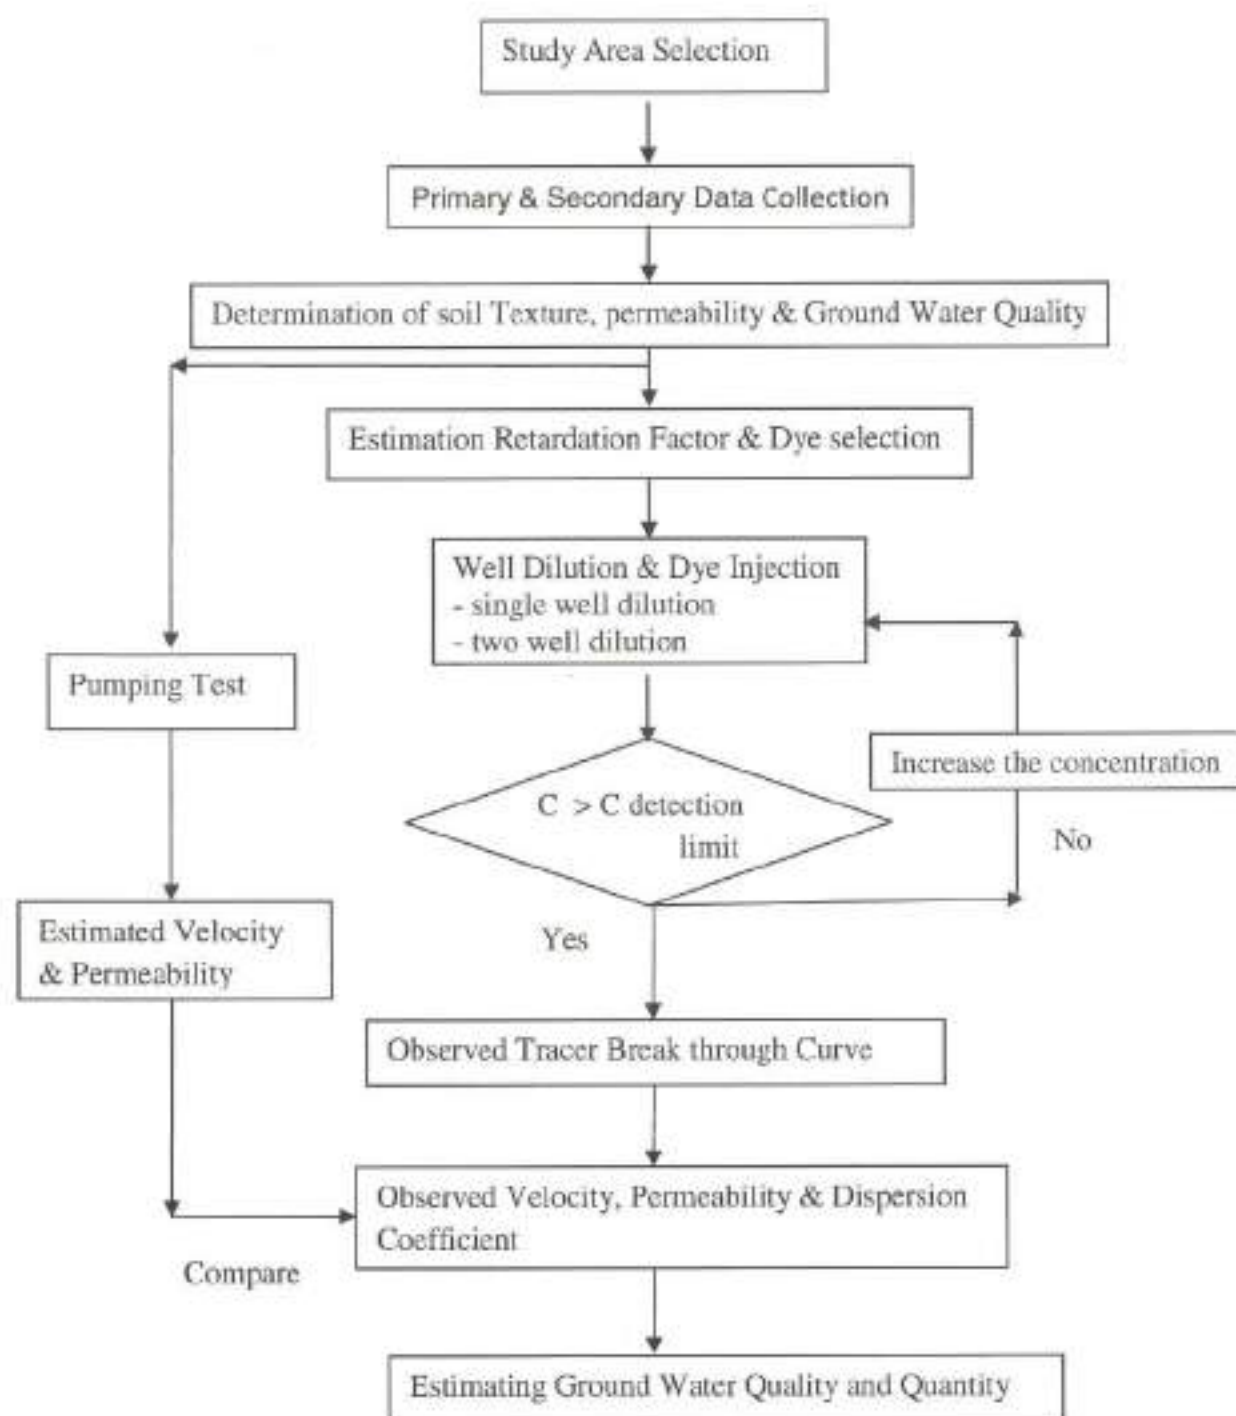 Study Area Selection
Primary & Secondary Data Collection
Determination of soil Texture, permeability & Ground Water Quality
Estimation Retardation Factor & Dye selection
Well Dilution & Dye Injection
- single well dilution
- two well dilution
Pumping Test
Increase the concentration
C > C detection
limit
No
Yes
Estimated Velocity
& Permeability
Observed Tracer Break through Curve
Observed Velocity, Permeability & Dispersion
Coefficient
Compare
Estimating Ground Water Quality and Quantity